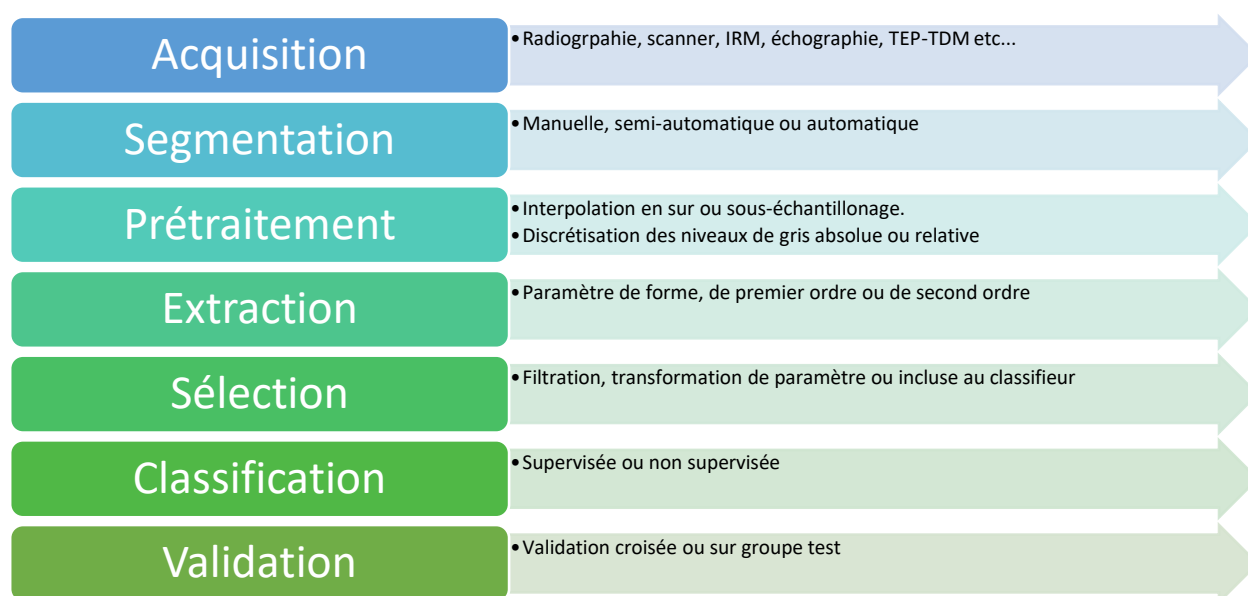 Acquisition
•Radiogrpahie, scanner, IRM, échographie, TEP-TDM etc...
Segmentation
•Manuelle, semi-automatique ou automatique
Prétraitement
•Interpolation en sur ou sous-échantillonage.
•Discrétisation des niveaux de gris absolue ou relative
Extraction
•Paramètre de forme, de premier ordre ou de second ordre
Sélection
•Filtration, transformation de paramètre ou incluse au classifieur
Classification
•Supervisée ou non supervisée
Validation
•Validation croisée ou sur groupe test